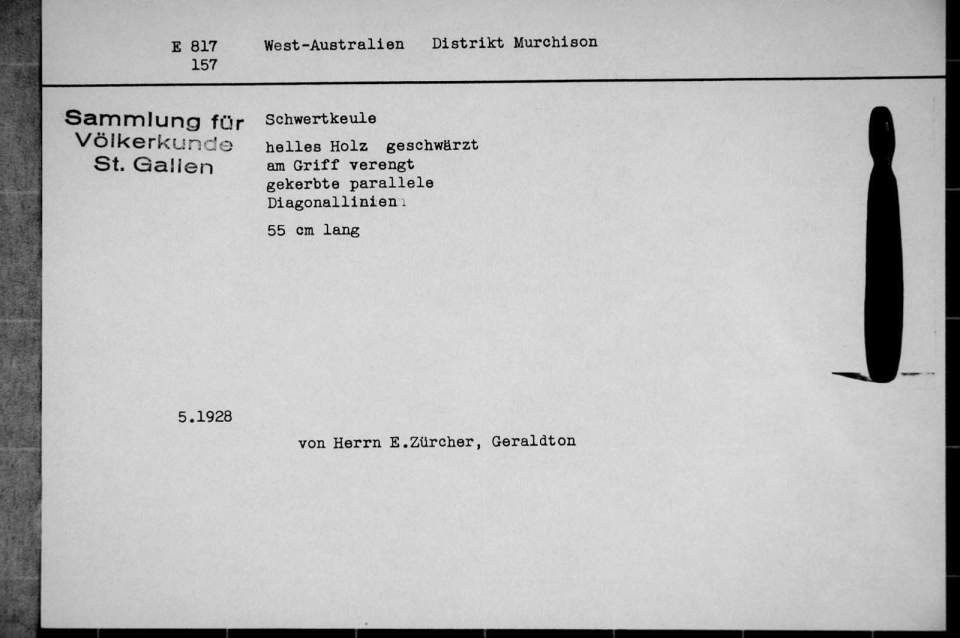 E 817 West-Australien Distrikt Murchison
157
Sammlung für
Völkerkunde
St. Gallen
Schwertkeule
helles Holz geschwärzt
am Griff verengt
gekerbte parallele
Diagonallinien.
55 cm lang
5.1928
von Herrn E.Zürcher, Geraldton